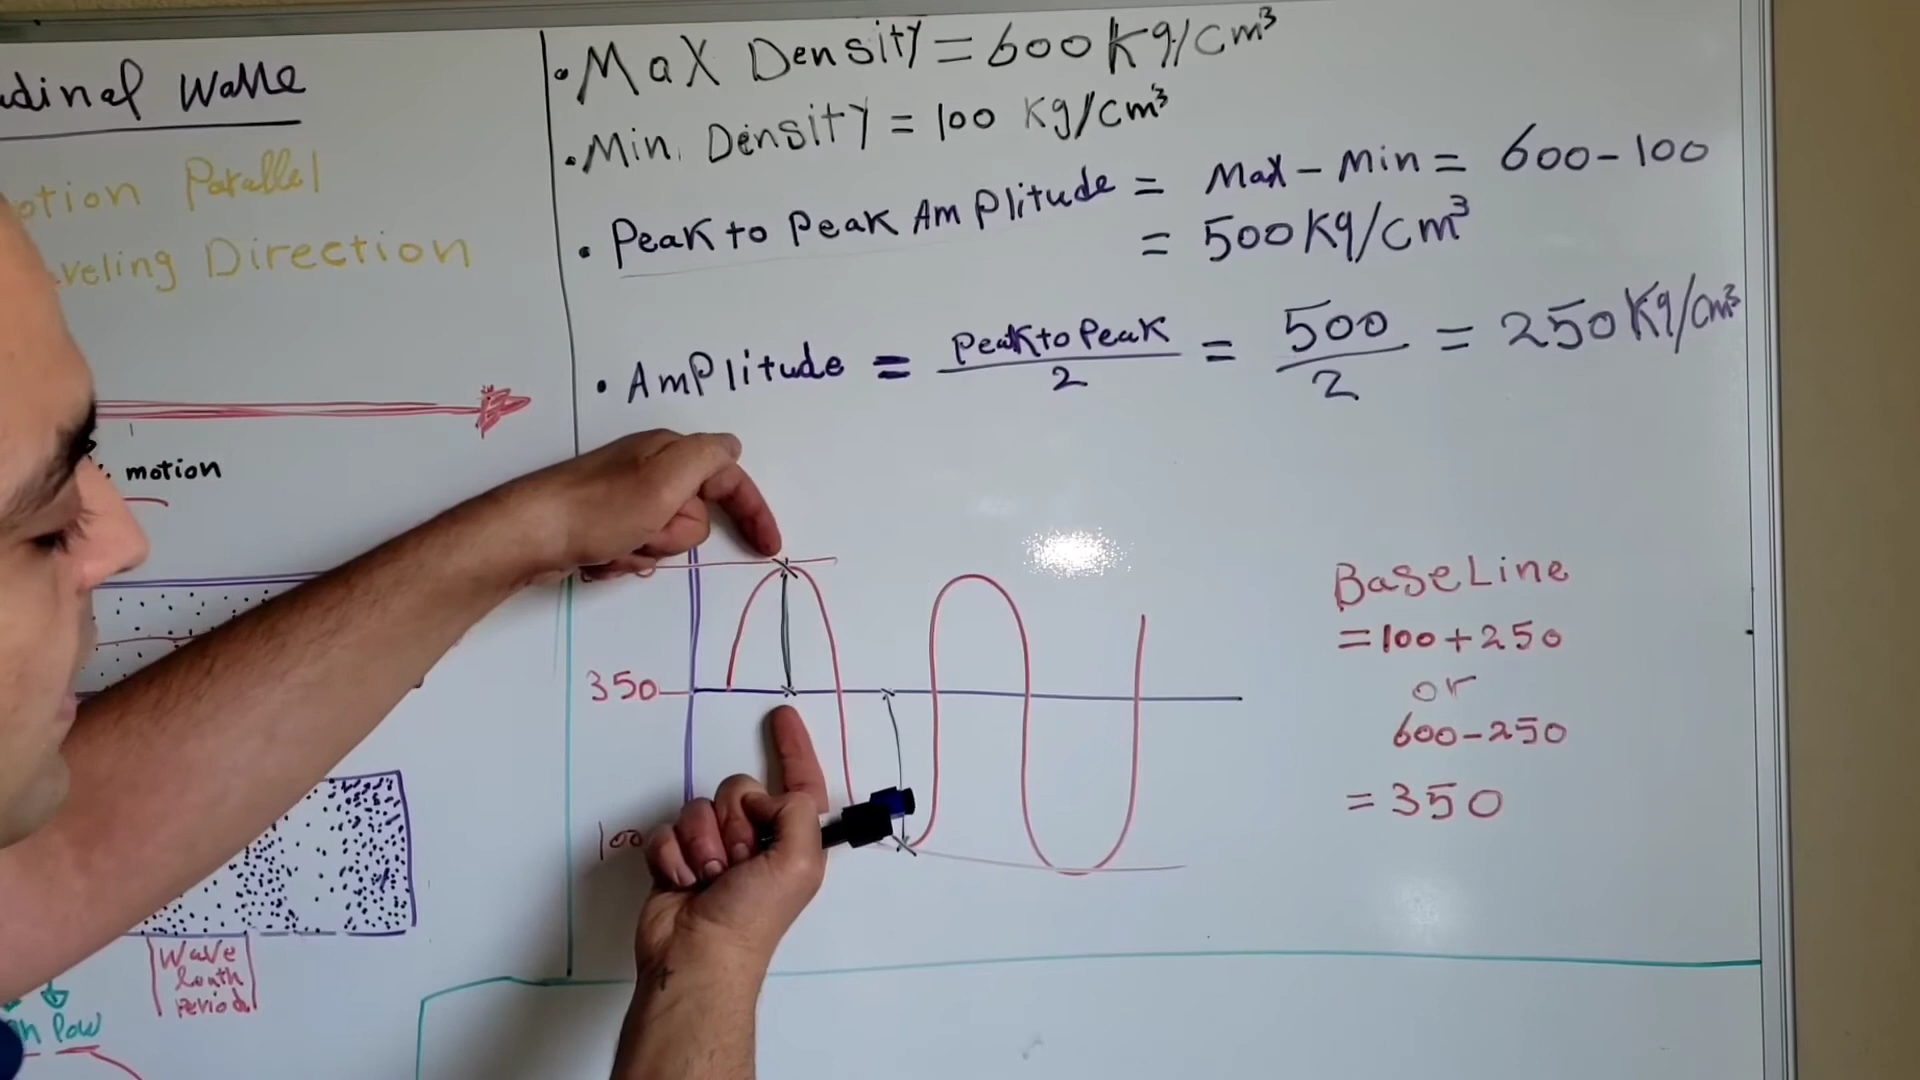 dinal Wave
otion Parallel
veling Direction
motion
Wave
Period
Low
• Max Density = 600 Kg/cm³
• Min. Density = 100 Kg/cm³
• Peak to Peak Amplitude = Max - Min = 600 - 100
= 500 Kg/cm³
• Amplitude = Peak to Peak / 2 = 500 / 2 = 250 Kg/cm³
350
100
BaseLine
= 100 + 250
or
600 - 250
= 350